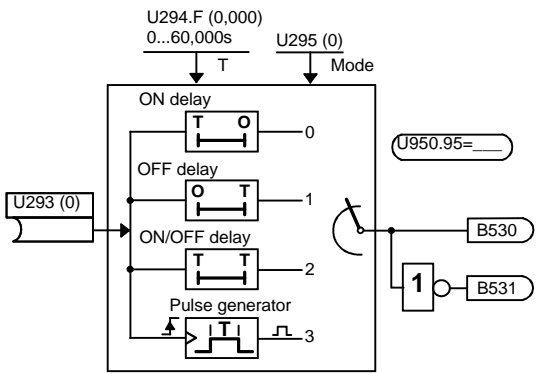 U294.F (0,000)
0...60,000s
T
U295 (0)
Mode
ON delay
T O
0
U950.95=___
OFF delay
O T
1
U293 (0)
ON/OFF delay
T T
2
B530
1
B531
Pulse generator
T
3